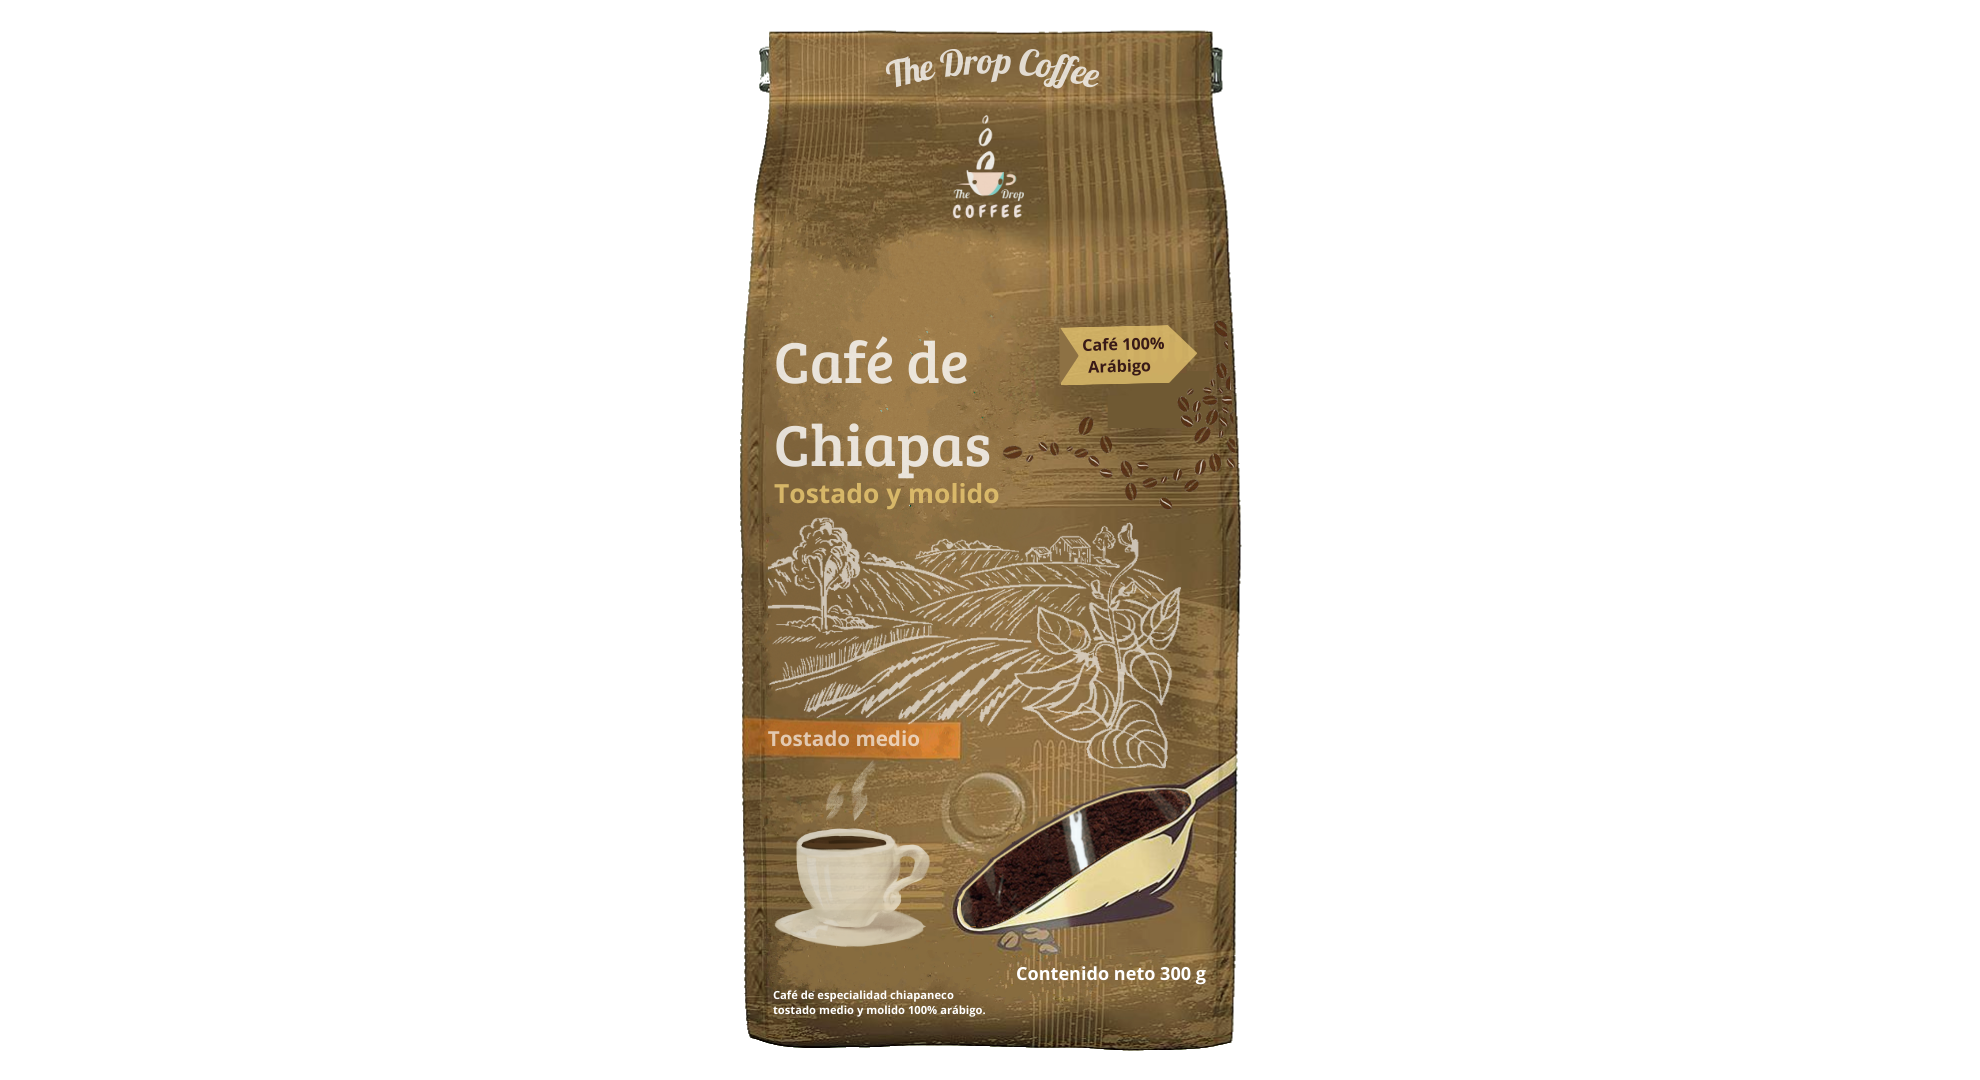 The Drop Coffee
The Drop
COFFEE
Café de
Chiapas
Café 100%
Arábigo
Tostado y molido
Tostado medio
Contenido neto 300 g
Café de especialidad chiapaneco
tostado medio y molido 100% arábigo.